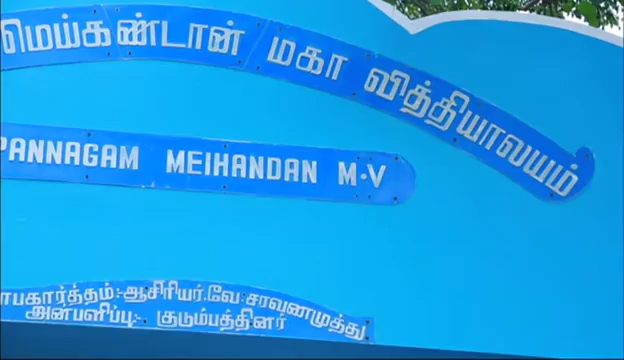 மெய்கண்டான் மகா வித்தியாலயம்
PANNAGAM MEIHANDAN M.V
ஆசிரியர்.வே சரவணமுத்து
அன்பளிப்பு:- குடும்பத்தினர்